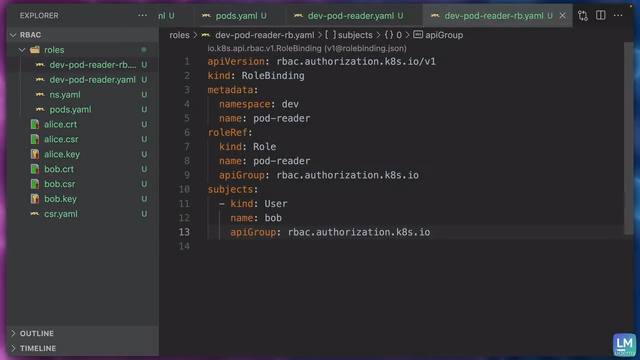 EXPLORER
RBAC
roles
dev-pod-reader-rb.... U
dev-pod-reader.yaml U
ns.yaml U
pods.yaml U
alice.crt U
alice.csr U
alice.key U
bob.crt U
bob.csr U
bob.key U
csr.yaml U
OUTLINE
TIMELINE
ml U pods.yaml U dev-pod-reader.yaml U dev-pod-reader-rb.yaml U
roles > dev-pod-reader-rb.yaml > [ ] subjects > {} 0 > apiGroup
io.k8s.api.rbac.v1.RoleBinding (v1@rolebinding.json)
1 apiVersion: rbac.authorization.k8s.io/v1
2 kind: RoleBinding
3 metadata:
4 namespace: dev
5 name: pod-reader
6 roleRef:
7 kind: Role
8 name: pod-reader
9 apiGroup: rbac.authorization.k8s.io
10 subjects:
11 - kind: User
12 name: bob
13 apiGroup: rbac.authorization.k8s.io
14
LM